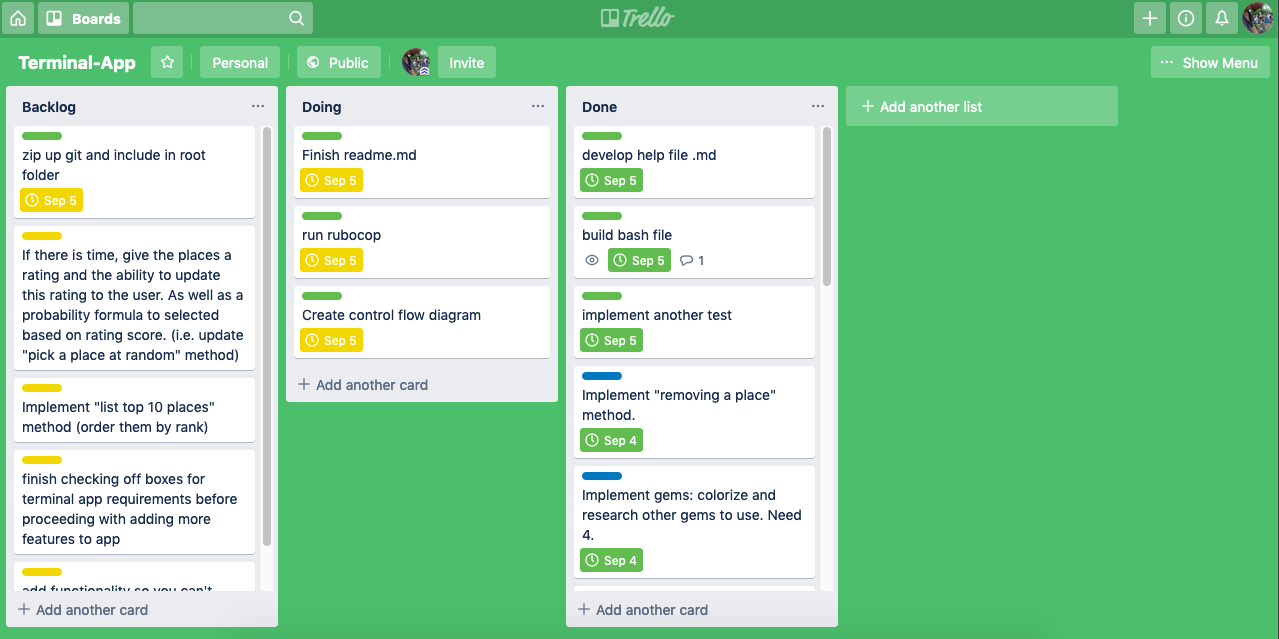 Boards
Trello
Terminal-App
Personal
Public
Invite
... Show Menu
Backlog
...
zip up git and include in root
folder
Sep 5
If there is time, give the places a
rating and the ability to update
this rating to the user. As well as a
probability formula to selected
based on rating score. (i.e. update
"pick a place at random" method)
Implement "list top 10 places"
method (order them by rank)
finish checking off boxes for
terminal app requirements before
proceeding with adding more
features to app
add functionality so you can't
+ Add another card
Doing
...
Finish readme.md
Sep 5
run rubocop
Sep 5
Create control flow diagram
Sep 5
+ Add another card
Done
...
develop help file .md
Sep 5
build bash file
Sep 5
1
implement another test
Sep 5
Implement "removing a place"
method.
Sep 4
Implement gems: colorize and
research other gems to use. Need
4.
Sep 4
+ Add another card
+ Add another list